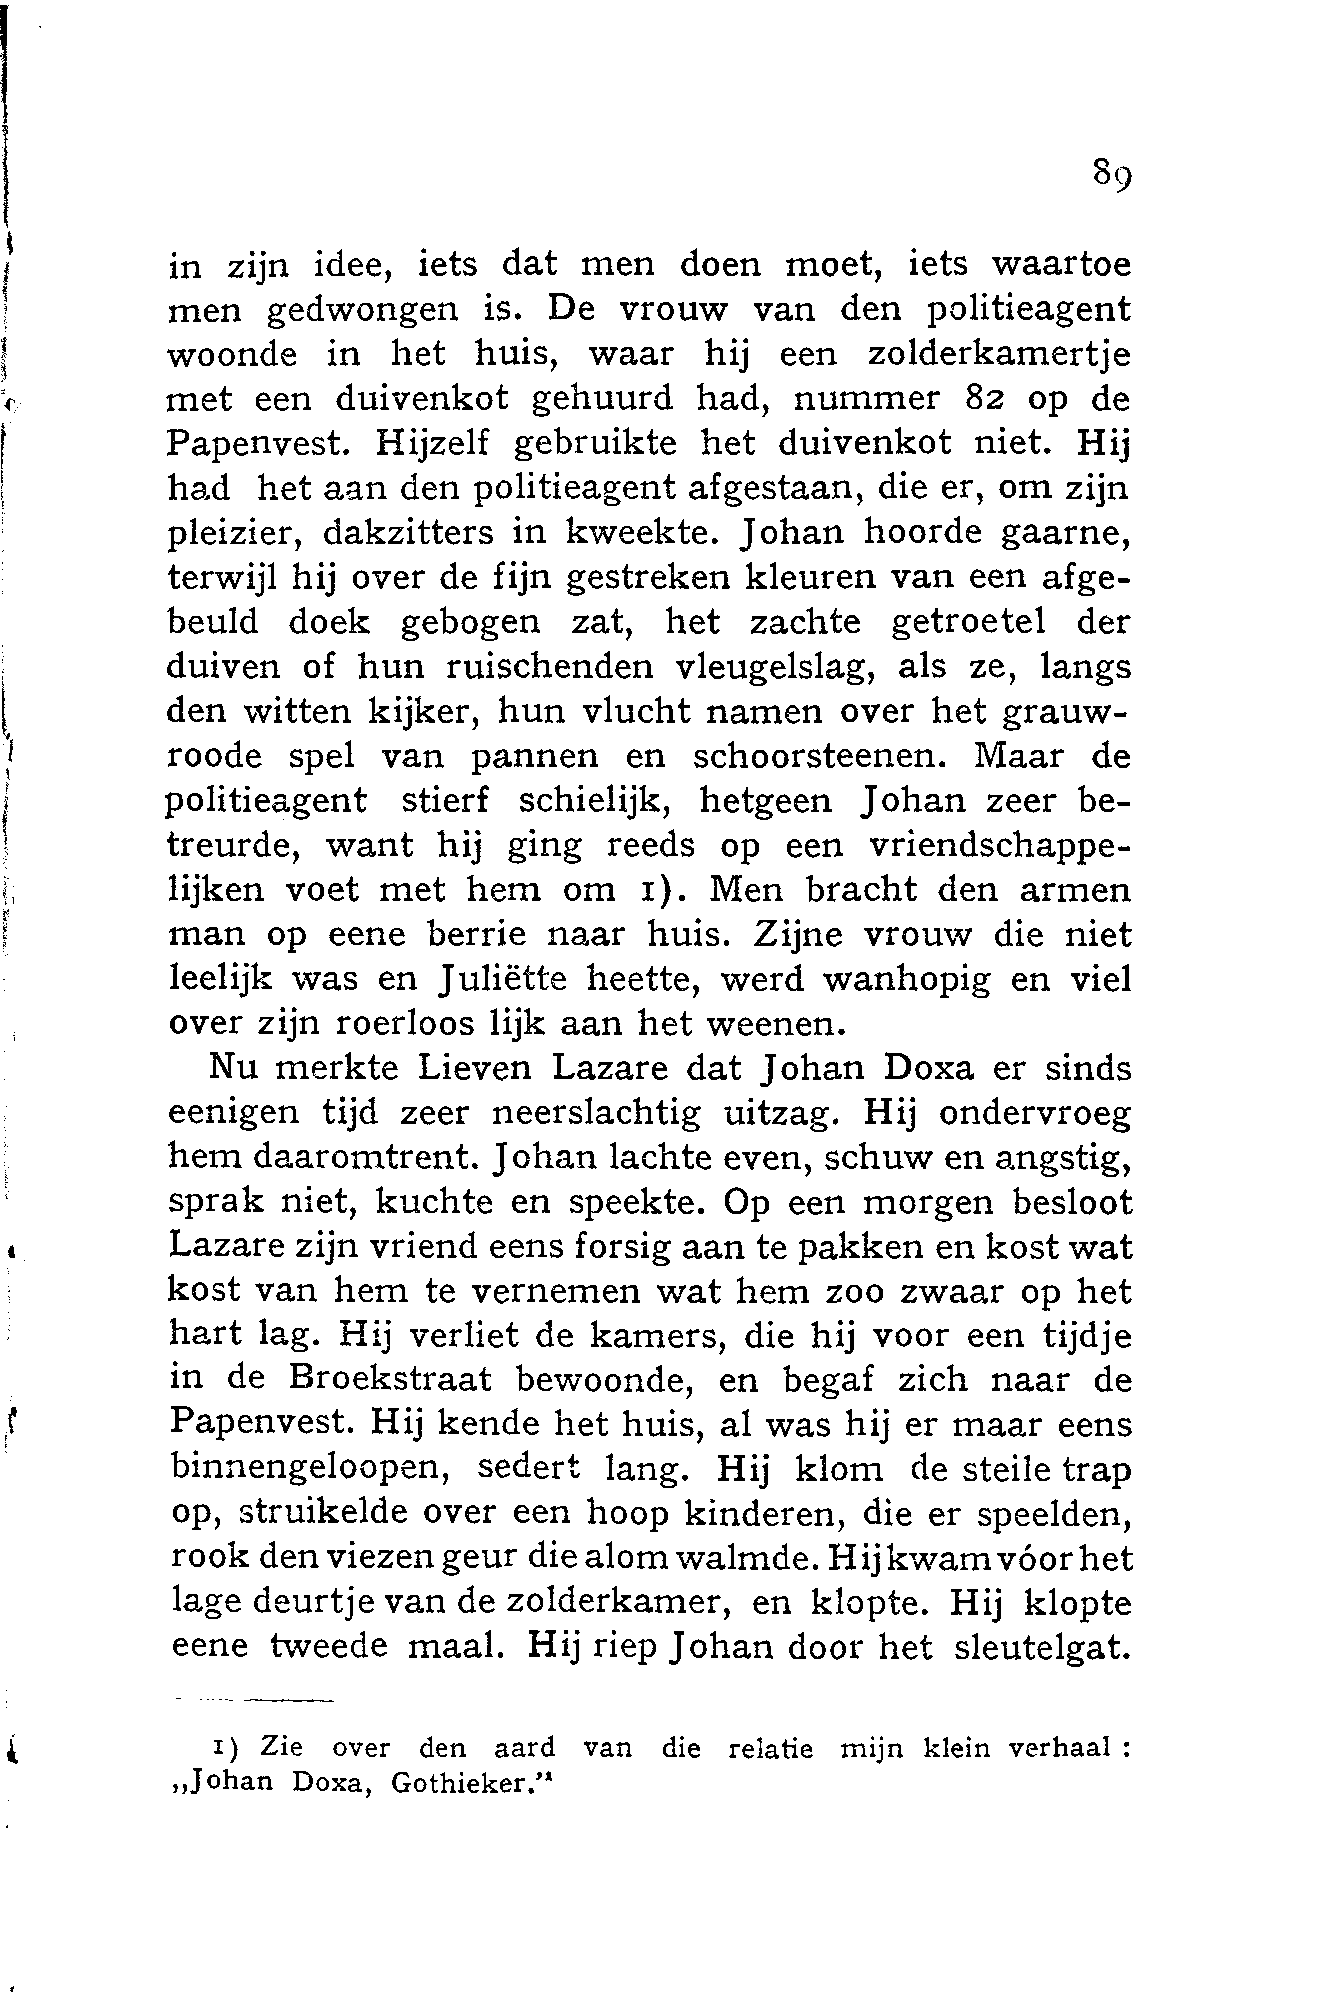 89
in zijn idee, iets dat men doen moet, iets waartoe
men gedwongen is. De vrouw van den politieagent
woonde in het huis, waar hij een zolderkamertje
met een duivenkot gehuurd had, nummer 82 op de
Papenvest. Hijzelf gebruikte het duivenkot niet. Hij
had het aan den politieagent afgestaan, die er, om zijn
pleizier, dakzitters in kweekte. Johan hoorde gaarne,
terwijl hij over de fijn gestreken kleuren van een afge-
beuld doek gebogen zat, het zachte getroetel der
duiven of hun ruischenden vleugelslag, als ze, langs
den witten kijker, hun vlucht namen over het grauw-
roode spel van pannen en schoorsteenen. Maar de
politieagent stierf schielijk, hetgeen Johan zeer be-
treurde, want hij ging reeds op een vriendschappe-
lijken voet met hem om 1). Men bracht den armen
man op eene berrie naar huis. Zijne vrouw die niet
leelijk was en Juliëtte heette, werd wanhopig en viel
over zijn roerloos lijk aan het weenen.
Nu merkte Lieven Lazare dat Johan Doxa er sinds
eenigen tijd zeer neerslachtig uitzag. Hij ondervroeg
hem daaromtrent. Johan lachte even, schuw en angstig,
sprak niet, kuchte en speekte. Op een morgen besloot
Lazare zijn vriend eens forsig aan te pakken en kost wat
kost van hem te vernemen wat hem zoo zwaar op het
hart lag. Hij verliet de kamers, die hij voor een tijdje
in de Broekstraat bewoonde, en begaf zich naar de
Papenvest. Hij kende het huis, al was hij er maar eens
binnengeloopen, sedert lang. Hij klom de steile trap
op, struikelde over een hoop kinderen, die er speelden,
rook den viezen geur die alom walmde. Hij kwam vóor het
lage deurtje van de zolderkamer, en klopte. Hij klopte
eene tweede maal. Hij riep Johan door het sleutelgat.
1) Zie over den aard van die relatie mijn klein verhaal :
„Johan Doxa, Gothieker.”